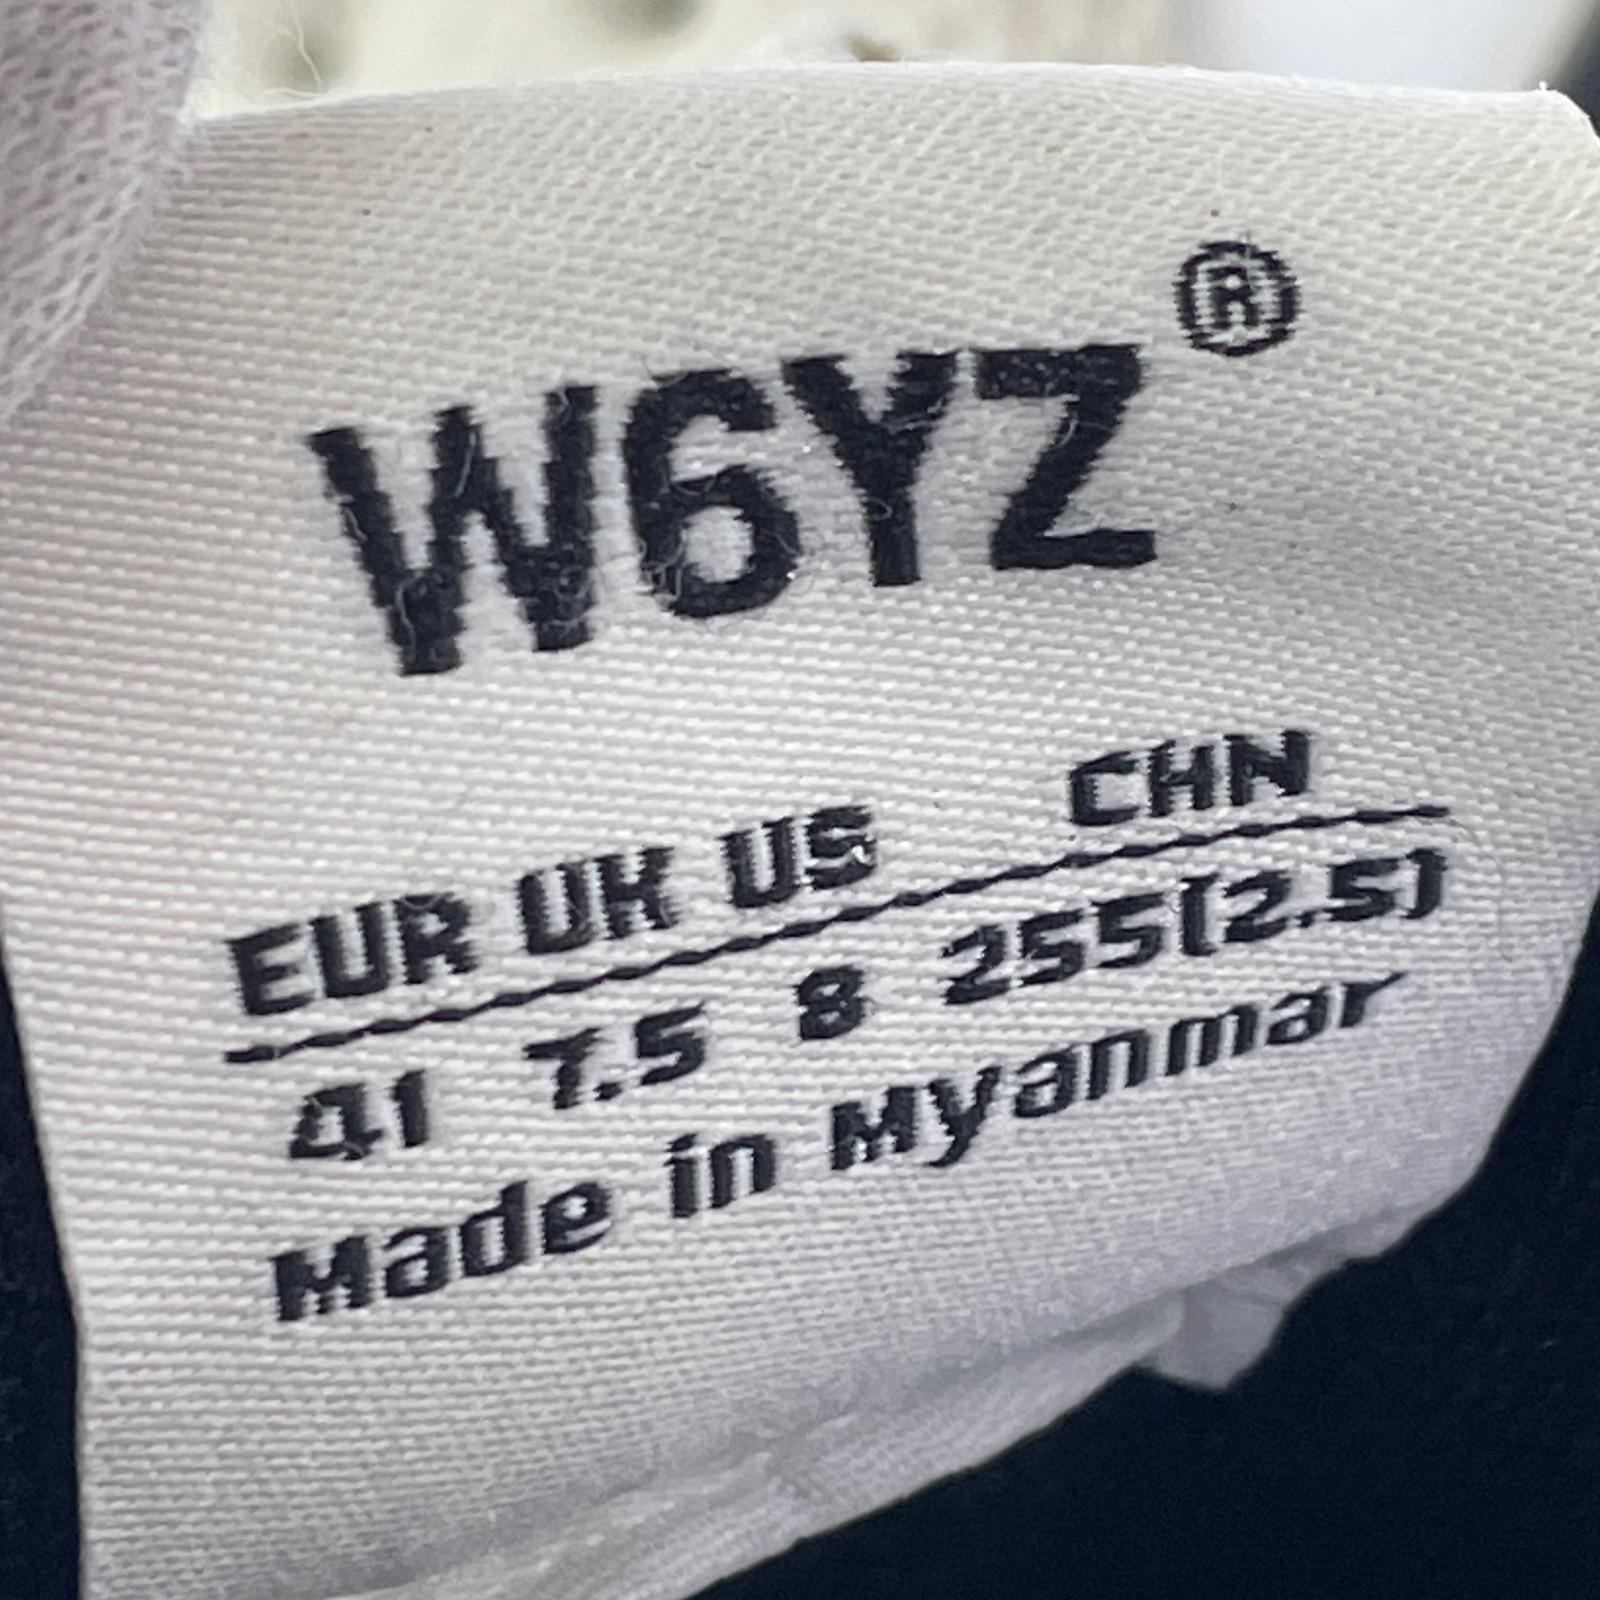 W6YZ®
EUR UK US CHN
41 7.5 8 255(2.5)
Made in Myanmar